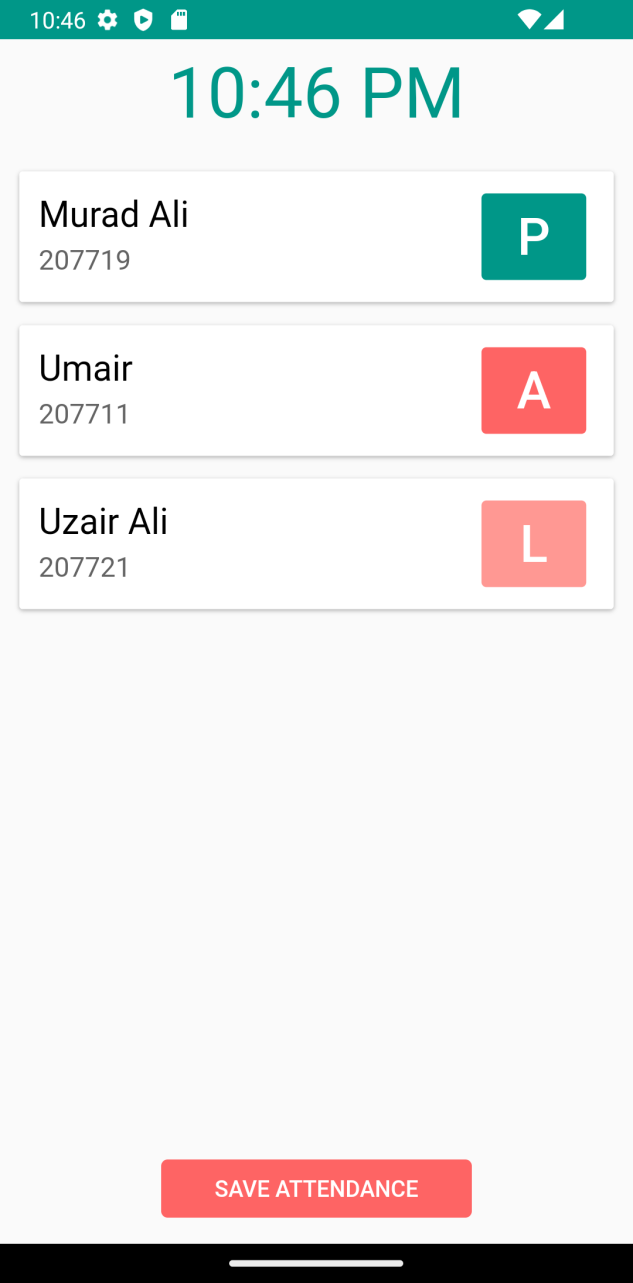 10:46
10:46 PM
Murad Ali
207719
P
Umair
207711
A
Uzair Ali
207721
L
SAVE ATTENDANCE